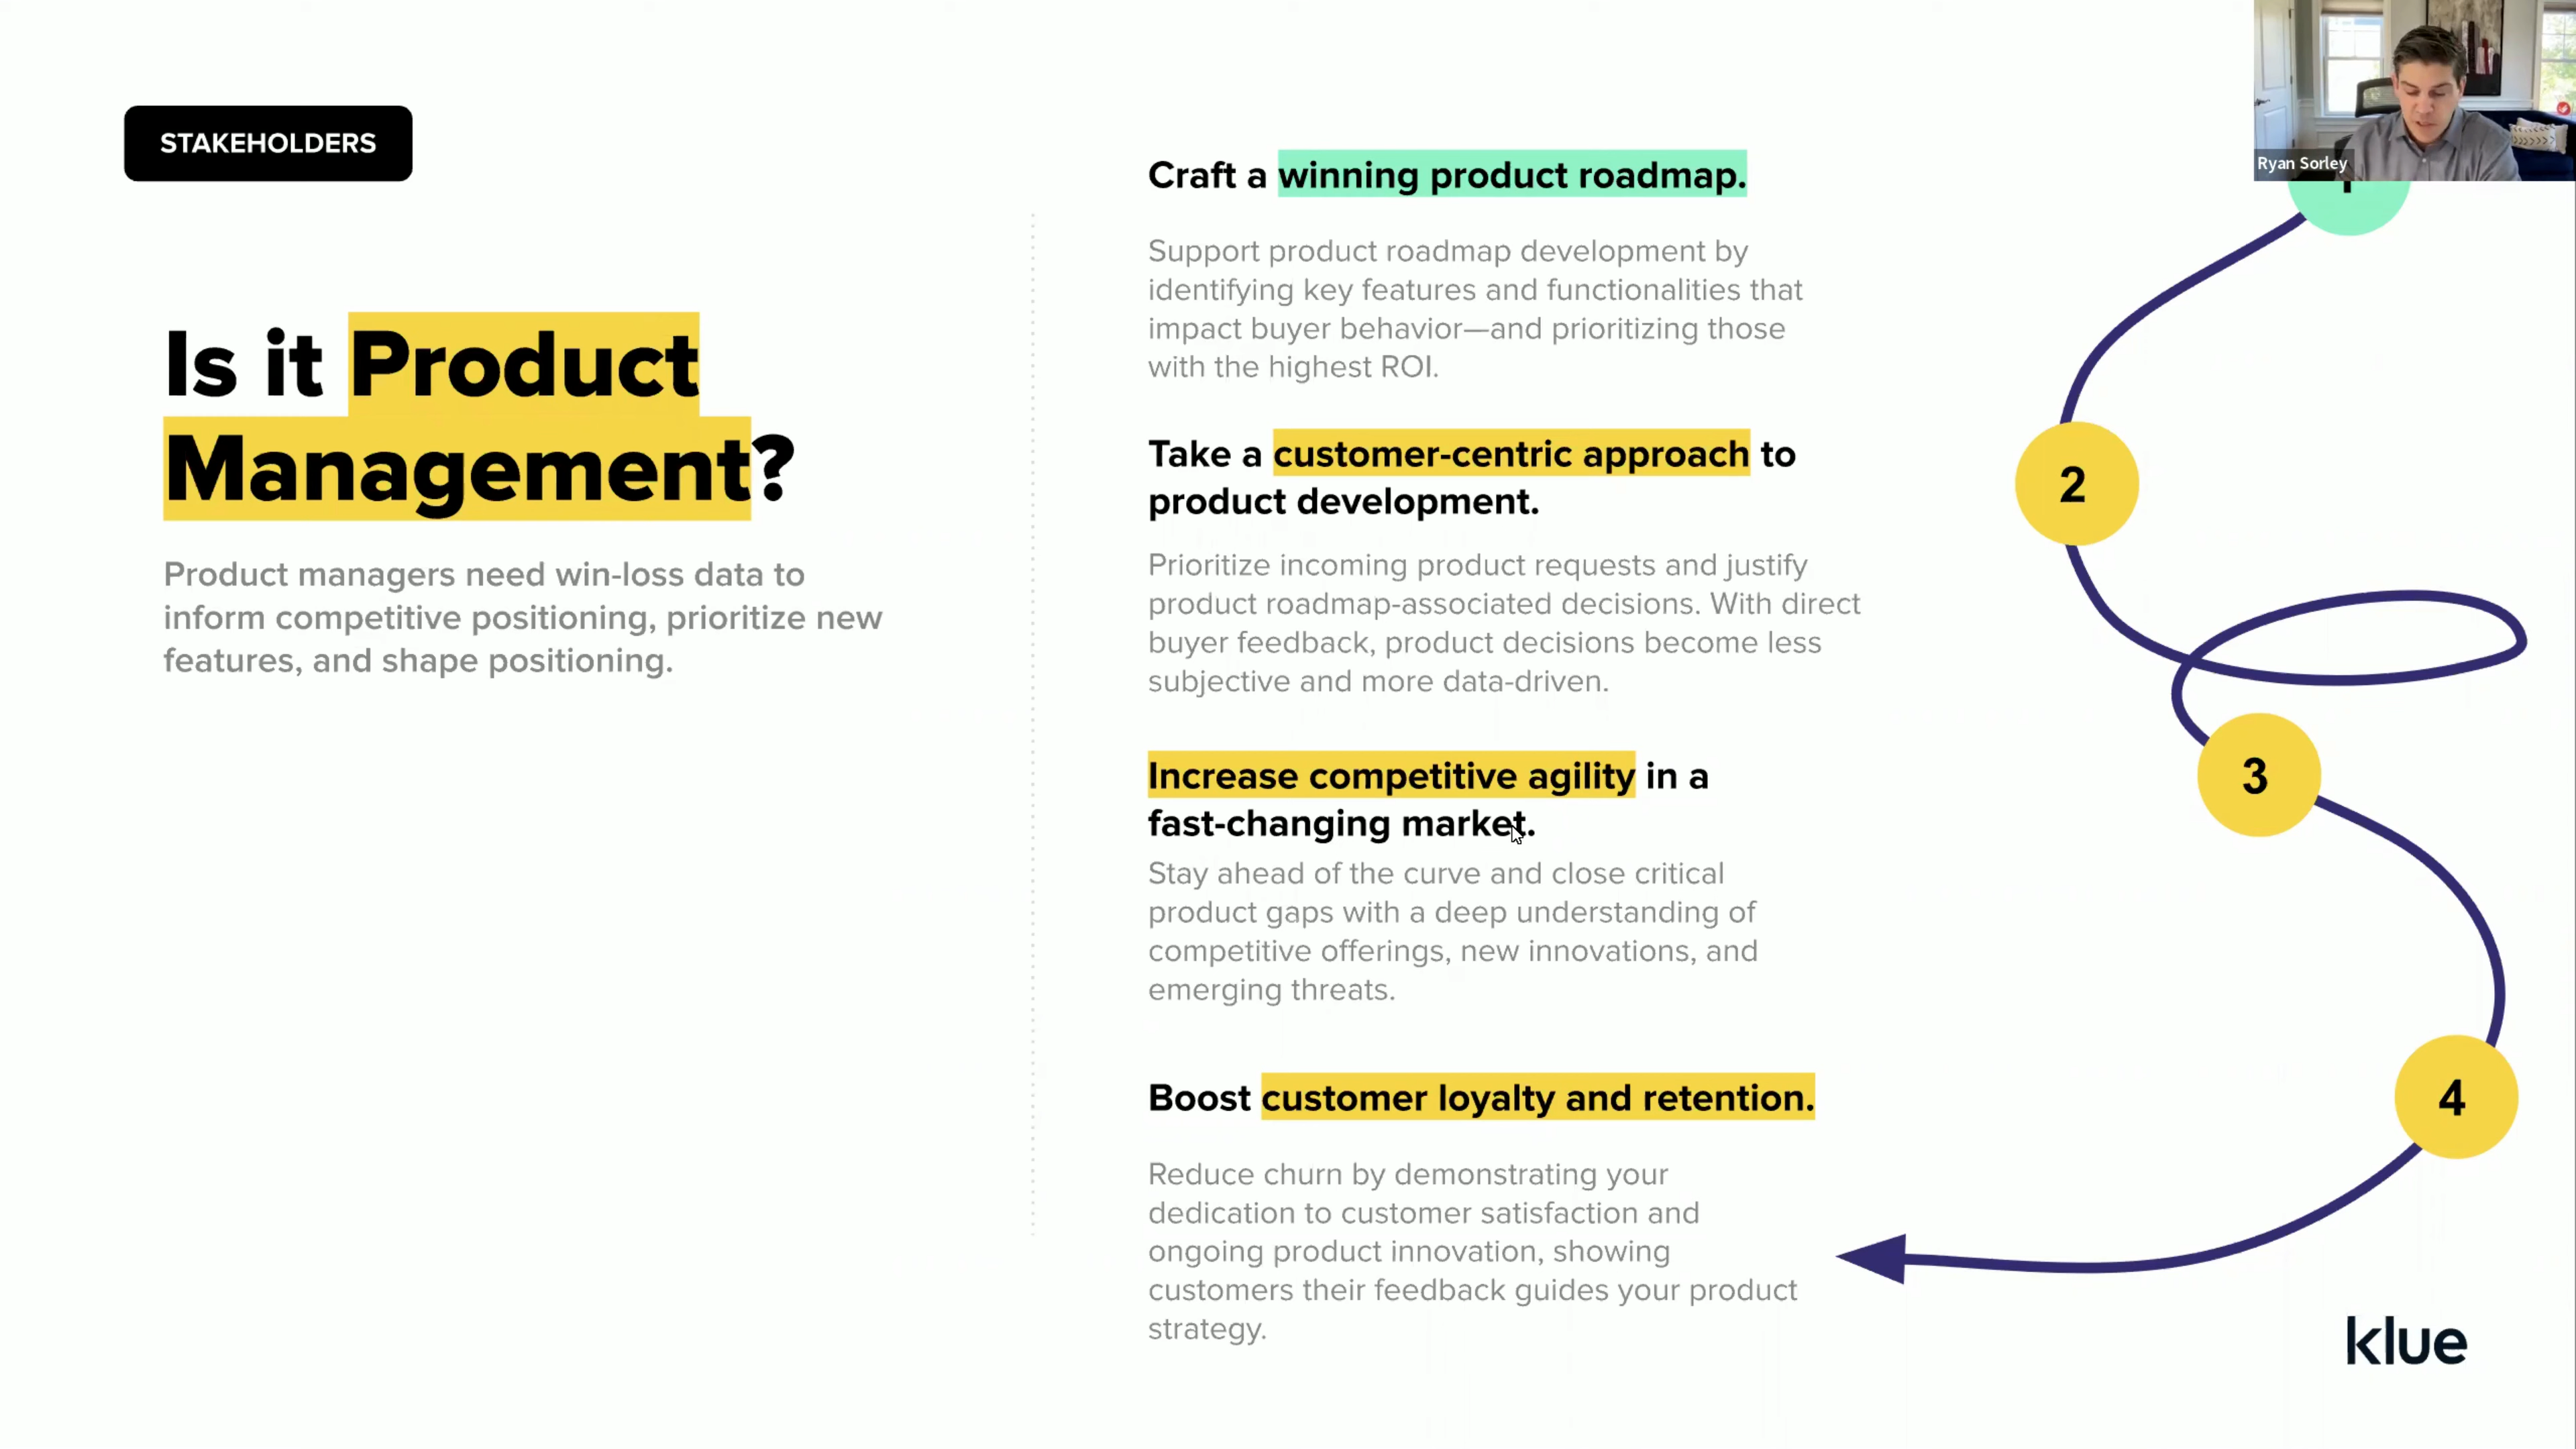 STAKEHOLDERS
Is it Product
Management?
Product managers need win-loss data to
inform competitive positioning, prioritize new
features, and shape positioning.
Craft a winning product roadmap.
Support product roadmap development by
identifying key features and functionalities that
impact buyer behavior—and prioritizing those
with the highest ROI.
Take a customer-centric approach to
product development.
Prioritize incoming product requests and justify
product roadmap-associated decisions. With direct
buyer feedback, product decisions become less
subjective and more data-driven.
Increase competitive agility in a
fast-changing market.
Stay ahead of the curve and close critical
product gaps with a deep understanding of
competitive offerings, new innovations, and
emerging threats.
Boost customer loyalty and retention.
Reduce churn by demonstrating your
dedication to customer satisfaction and
ongoing product innovation, showing
customers their feedback guides your product
strategy.
Ryan Sorley
2
3
4
klue